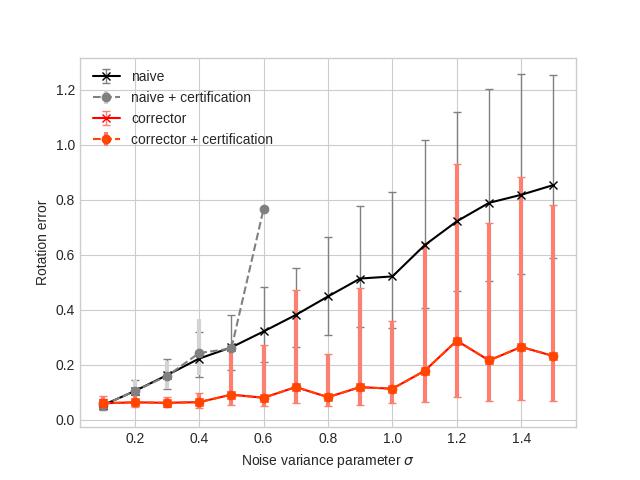 naive
naive + certification
corrector
corrector + certification
Rotation error
1.2
1.0
0.8
0.6
0.4
0.2
0.0
0.2 0.4 0.6 0.8 1.0 1.2 1.4
Noise variance parameter σ